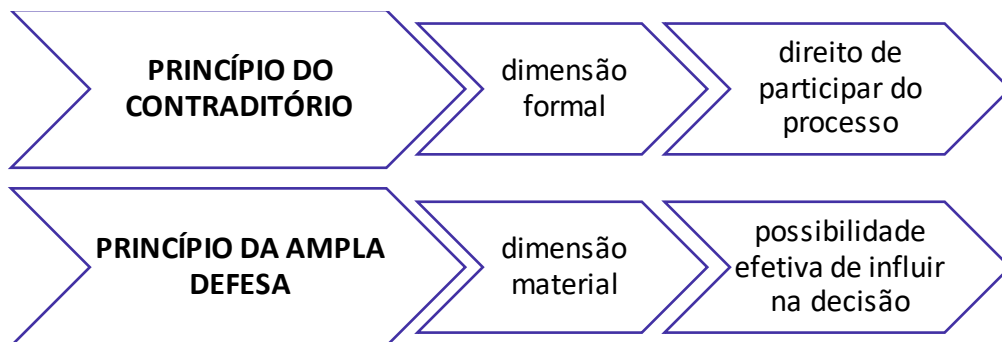 PRINCÍPIO DO
CONTRADITÓRIO
dimensão
formal
direito de
participar do
processo
PRINCÍPIO DA AMPLA
DEFESA
dimensão
material
possibilidade
efetiva de influir
na decisão